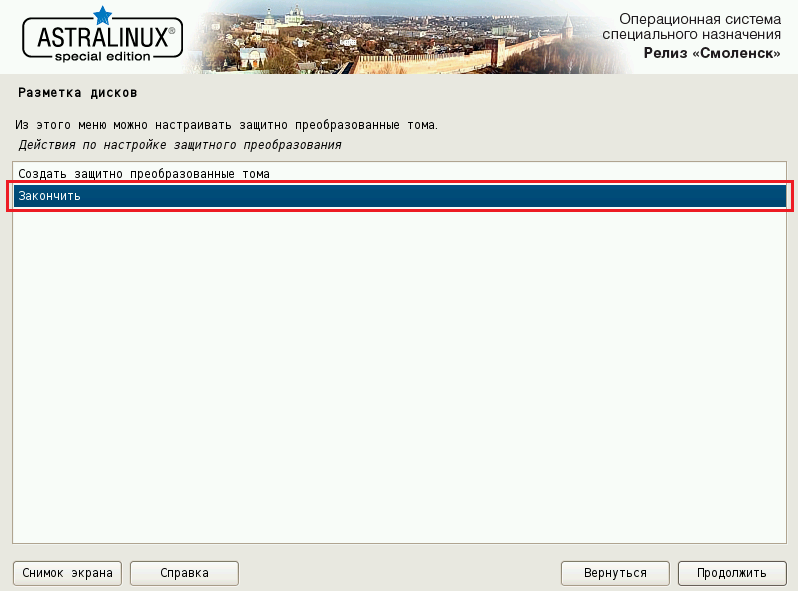 ASTRALINUX®
special edition
Операционная система
специального назначения
Релиз «Смоленск»
Разметка дисков
Из этого меню можно настраивать защитно преобразованные тома.
Действия по настройке защитного преобразования
Создать защитно преобразованные тома
Закончить
Снимок экрана
Справка
Вернуться
Продолжить